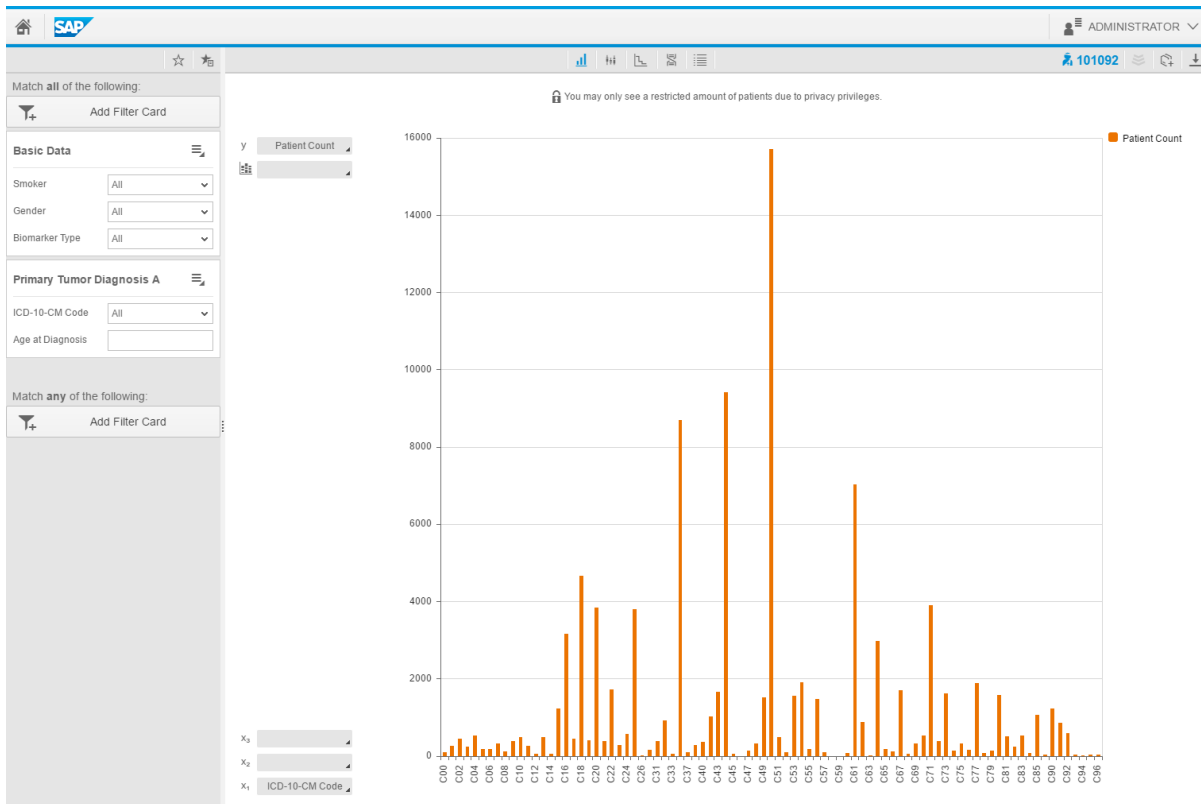 SAP
ADMINISTRATOR
101092
Match all of the following:
Add Filter Card
Basic Data
Smoker All
Gender All
Biomarker Type All
Primary Tumor Diagnosis A
ICD-10-CM Code All
Age at Diagnosis
Match any of the following:
Add Filter Card
You may only see a restricted amount of patients due to privacy privileges.
y Patient Count
x₃
x₂
x₁ ICD-10-CM Code
16000
14000
12000
10000
8000
6000
4000
2000
0
C00 C02 C04 C06 C08 C10 C12 C14 C16 C18 C20 C22 C24 C26 C31 C33 C37 C40 C43 C45 C47 C49 C51 C53 C55 C57 C59 C61 C63 C65 C67 C69 C71 C73 C75 C77 C79 C81 C83 C85 C90 C92 C94 C96
Patient Count